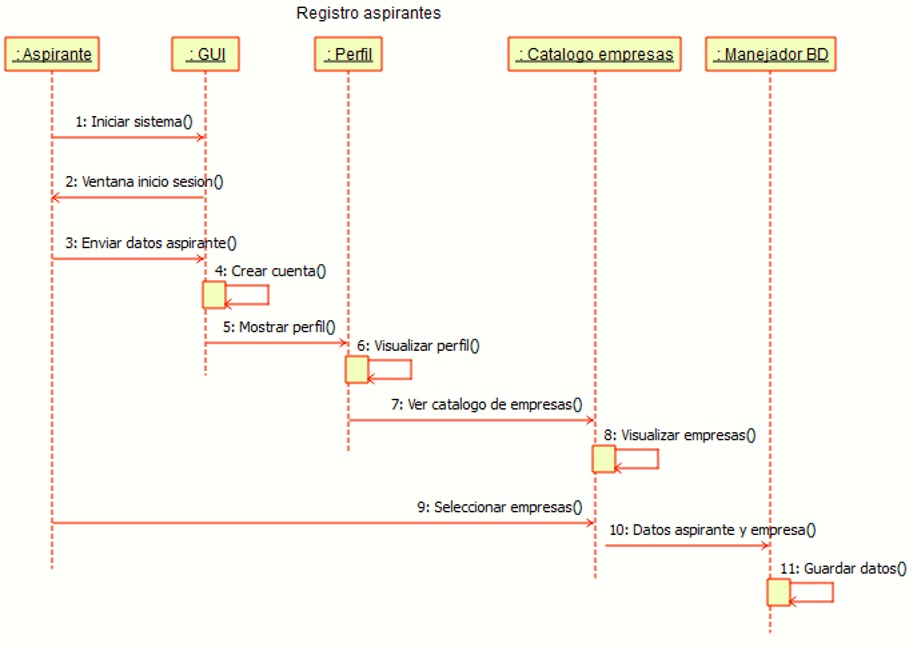 Registro aspirantes
: Aspirante
: GUI
: Perfil
: Catalogo empresas
: Manejador BD
1: Iniciar sistema()
2: Ventana inicio sesion()
3: Enviar datos aspirante()
4: Crear cuenta()
5: Mostrar perfil()
6: Visualizar perfil()
7: Ver catalogo de empresas()
8: Visualizar empresas()
9: Seleccionar empresas()
10: Datos aspirante y empresa()
11: Guardar datos()